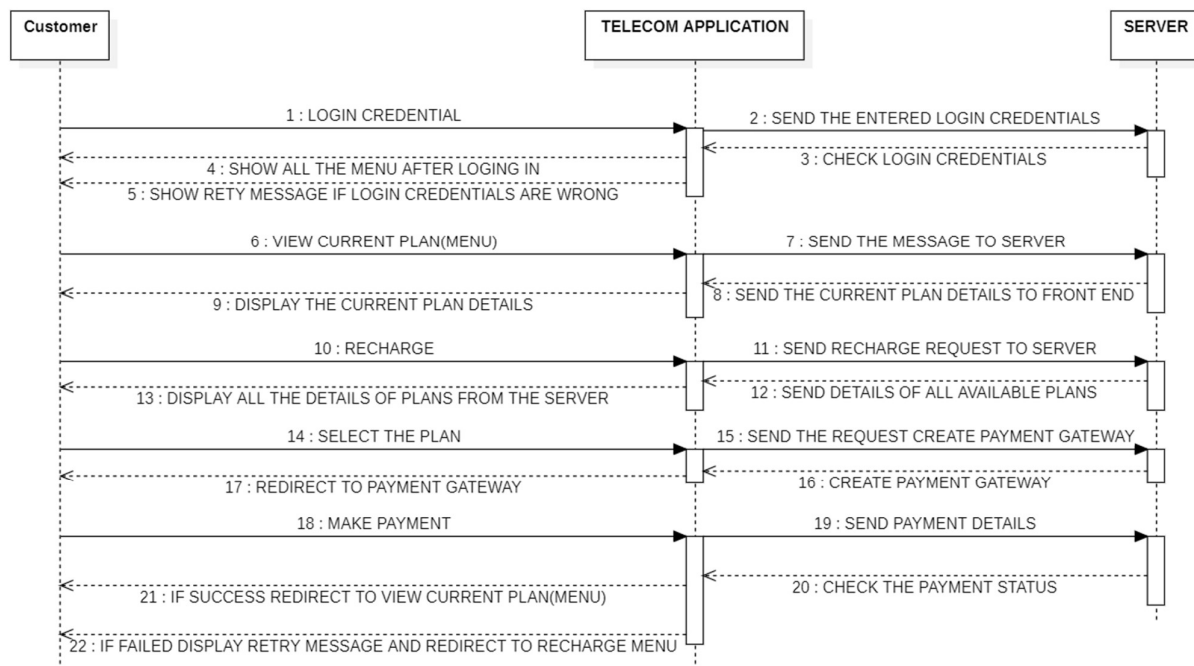 Customer
TELECOM APPLICATION
SERVER
1 : LOGIN CREDENTIAL
2 : SEND THE ENTERED LOGIN CREDENTIALS
3 : CHECK LOGIN CREDENTIALS
4 : SHOW ALL THE MENU AFTER LOGING IN
5 : SHOW RETY MESSAGE IF LOGIN CREDENTIALS ARE WRONG
6 : VIEW CURRENT PLAN(MENU)
7 : SEND THE MESSAGE TO SERVER
8 : SEND THE CURRENT PLAN DETAILS TO FRONT END
9 : DISPLAY THE CURRENT PLAN DETAILS
10 : RECHARGE
11 : SEND RECHARGE REQUEST TO SERVER
12 : SEND DETAILS OF ALL AVAILABLE PLANS
13 : DISPLAY ALL THE DETAILS OF PLANS FROM THE SERVER
14 : SELECT THE PLAN
15 : SEND THE REQUEST CREATE PAYMENT GATEWAY
16 : CREATE PAYMENT GATEWAY
17 : REDIRECT TO PAYMENT GATEWAY
18 : MAKE PAYMENT
19 : SEND PAYMENT DETAILS
20 : CHECK THE PAYMENT STATUS
21 : IF SUCCESS REDIRECT TO VIEW CURRENT PLAN(MENU)
22 : IF FAILED DISPLAY RETRY MESSAGE AND REDIRECT TO RECHARGE MENU